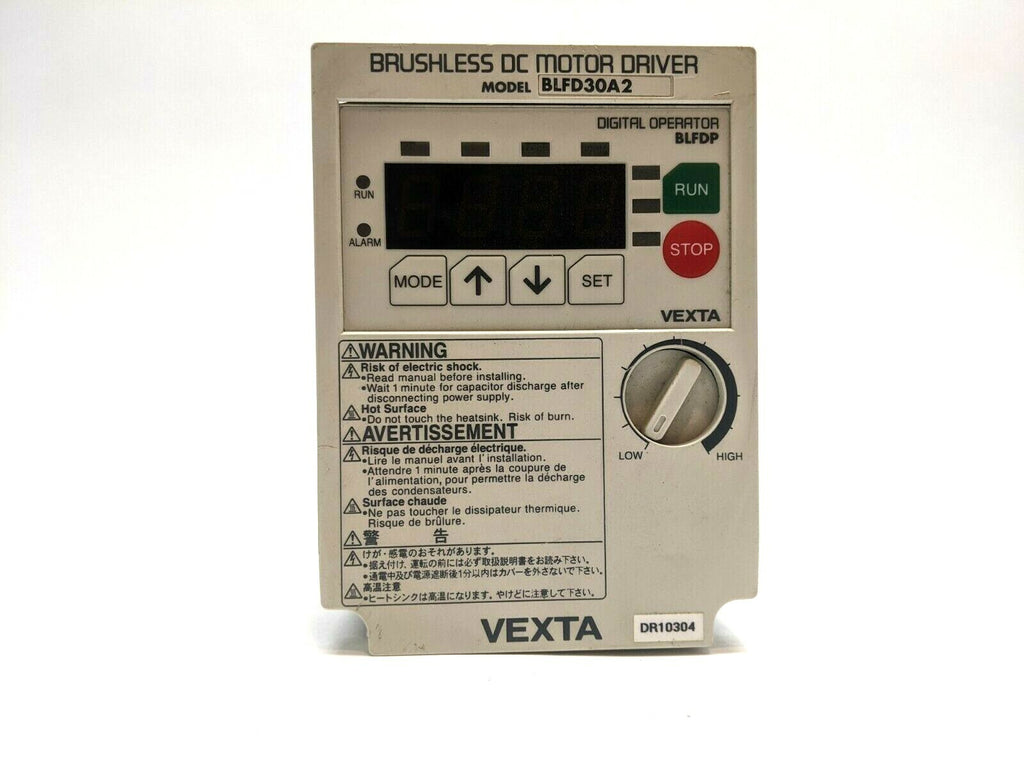 BRUSHLESS DC MOTOR DRIVER
MODEL BLFD30A2
DIGITAL OPERATOR
BLFDP
RUN
ALARM
RUN
STOP
MODE ↑ ↓ SET
VEXTA
⚠WARNING
Risk of electric shock.
•Read manual before installing.
•Wait 1 minute for capacitor discharge after
disconnecting power supply.
Hot Surface
•Do not touch the heatsink. Risk of burn.
⚠AVERTISSEMENT
Risque de décharge électrique.
•Lire le manuel avant l'installation.
•Attendre 1 minute après la coupure de
l'alimentation, pour permettre la décharge
des condensateurs.
Surface chaude
•Ne pas toucher le dissipateur thermique.
Risque de brûlure.
⚠警 告
けが・感電のおそれがあります。
•据え付け、運転の前には必ず取扱説明書をお読み下さい。
•通電中及び電源遮断後1分以内はカバーを外さないで下さい。
高温注意
•ヒートシンクは高温になります。やけどに注意して下さい。
LOW HIGH
VEXTA
DR10304